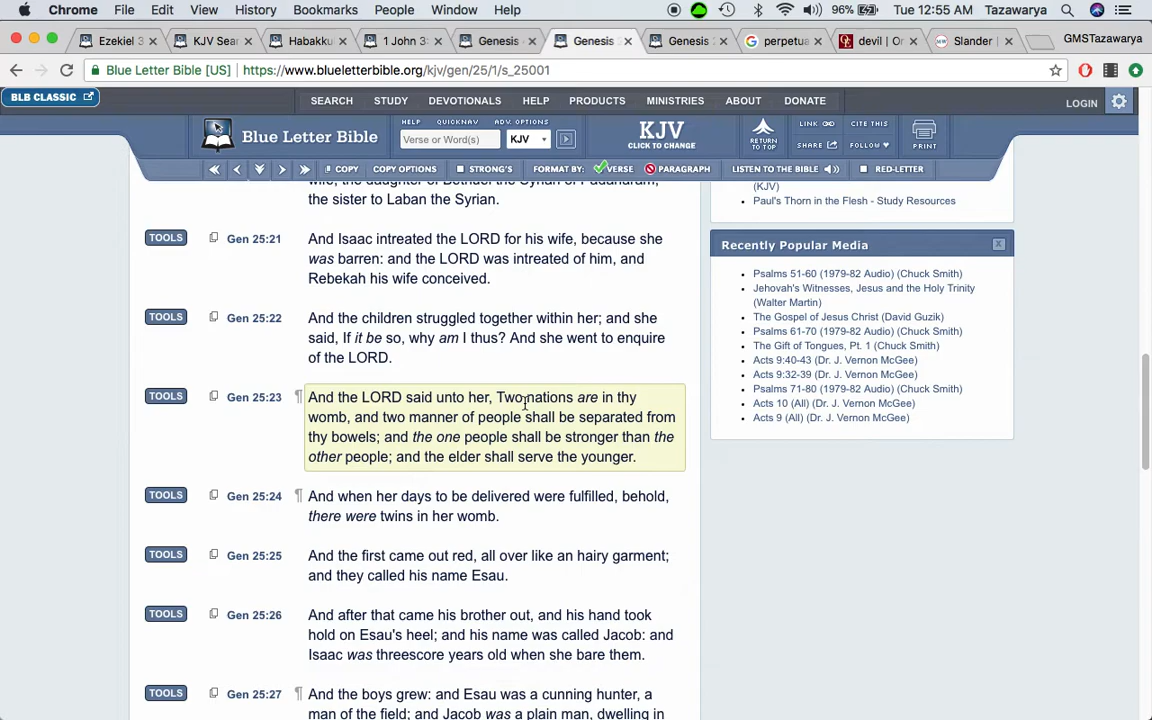 Chrome File Edit View History Bookmarks People Window Help 96% Tue 12:55 AM Tazawarya
Ezekiel 3 KJV Sear Habakku 1 John 3: Genesis Genesis 2 Genesis perpetua devil | Or Slander | GMSTazawarya
Blue Letter Bible [US] https://www.blueletterbible.org/kjv/gen/25/1/s_25001
BLB CLASSIC
SEARCH STUDY DEVOTIONALS HELP PRODUCTS MINISTRIES ABOUT DONATE LOGIN
HELP QUICKNAV ADV. OPTIONS
Blue Letter Bible Verse or Word(s) KJV
KJV
CLICK TO CHANGE
RETURN
TO TOP
LINK CITE THIS
SHARE FOLLOW PRINT
COPY COPY OPTIONS STRONG'S FORMAT BY: VERSE PARAGRAPH LISTEN TO THE BIBLE RED-LETTER
the sister to Laban the Syrian.
TOOLS Gen 25:21 And Isaac intreated the LORD for his wife, because she
was barren: and the LORD was intreated of him, and
Rebekah his wife conceived.
TOOLS Gen 25:22 And the children struggled together within her; and she
said, If it be so, why am I thus? And she went to enquire
of the LORD.
TOOLS Gen 25:23 ¶ And the LORD said unto her, Two nations are in thy
womb, and two manner of people shall be separated from
thy bowels; and the one people shall be stronger than the
other people; and the elder shall serve the younger.
TOOLS Gen 25:24 ¶ And when her days to be delivered were fulfilled, behold,
there were twins in her womb.
TOOLS Gen 25:25 And the first came out red, all over like an hairy garment;
and they called his name Esau.
TOOLS Gen 25:26 And after that came his brother out, and his hand took
hold on Esau's heel; and his name was called Jacob: and
Isaac was threescore years old when she bare them.
TOOLS Gen 25:27 ¶ And the boys grew: and Esau was a cunning hunter, a
man of the field; and Jacob was a plain man, dwelling in
(KJV)
Paul's Thorn in the Flesh - Study Resources
Recently Popular Media
Psalms 51-60 (1979-82 Audio) (Chuck Smith)
Jehovah's Witnesses, Jesus and the Holy Trinity
(Walter Martin)
The Gospel of Jesus Christ (David Guzik)
Psalms 61-70 (1979-82 Audio) (Chuck Smith)
The Gift of Tongues, Pt. 1 (Chuck Smith)
Acts 9:40-43 (Dr. J. Vernon McGee)
Acts 9:32-39 (Dr. J. Vernon McGee)
Psalms 71-80 (1979-82 Audio) (Chuck Smith)
Acts 10 (All) (Dr. J. Vernon McGee)
Acts 9 (All) (Dr. J. Vernon McGee)